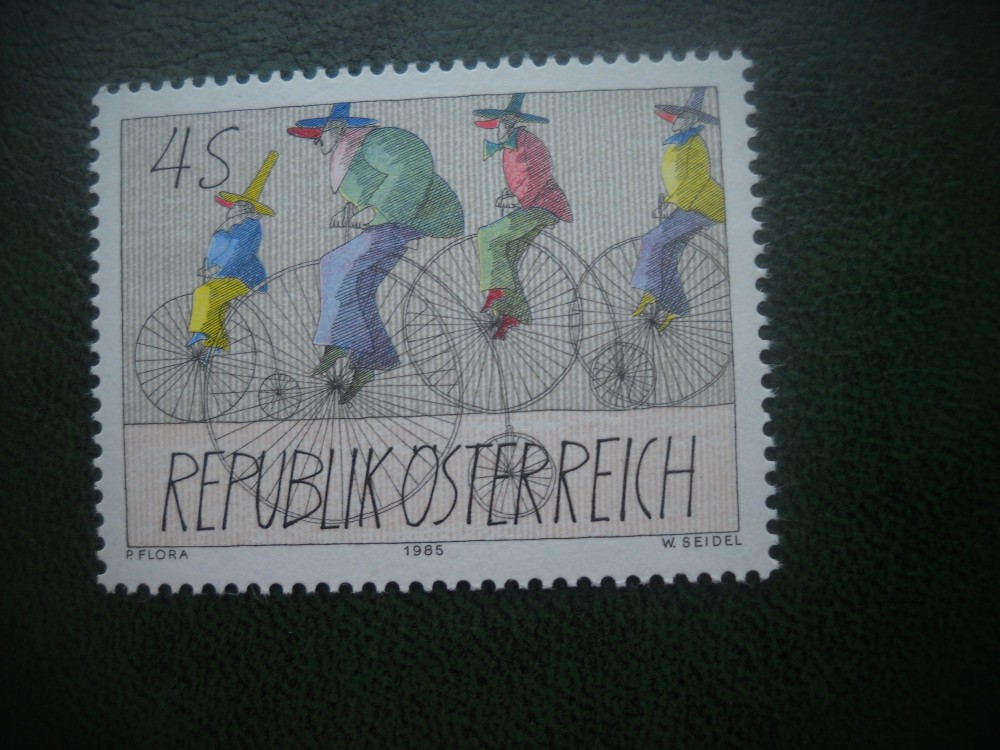 4S
REPUBLIK ÖSTERREICH
P. FLORA 1985 W. SEIDEL